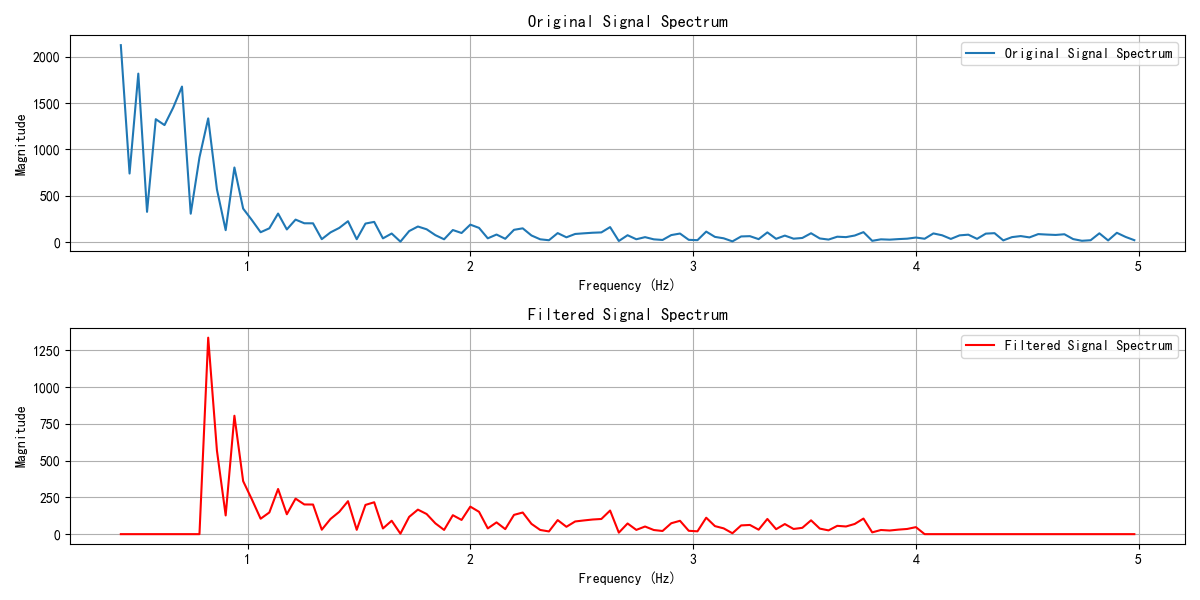 Original Signal Spectrum
Original Signal Spectrum
Magnitude
2000
1500
1000
500
0
1 2 3 4 5
Frequency (Hz)
Filtered Signal Spectrum
Filtered Signal Spectrum
Magnitude
1250
1000
750
500
250
0
1 2 3 4 5
Frequency (Hz)